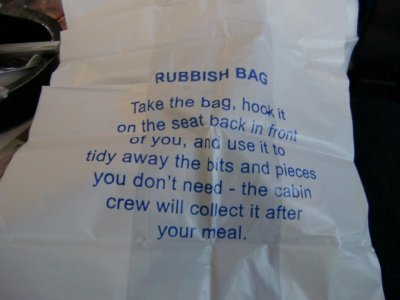 RUBBISH BAG
Take the bag, hook it
on the seat back in front
of you, and use it to
tidy away the bits and pieces
you don't need - the cabin
crew will collect it after
your meal.